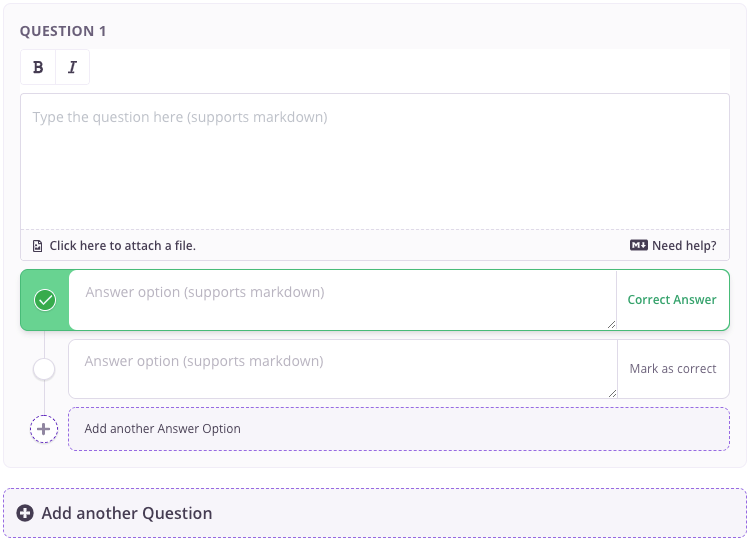 QUESTION 1
B I
Type the question here (supports markdown)
Click here to attach a file.
M Need help?
Answer option (supports markdown)
Correct Answer
Answer option (supports markdown)
Mark as correct
Add another Answer Option
Add another Question